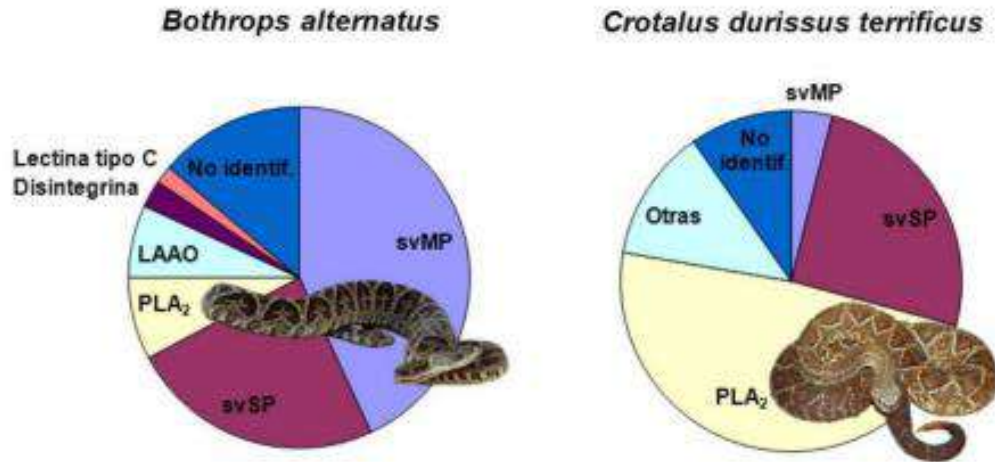 Bothrops alternatus
Crotalus durissus terrificus
Lectina tipo C
Disintegrina
No identif.
LAAO
PLA₂
svSP
svMP
svMP
No
identif.
Otras
svSP
PLA₂